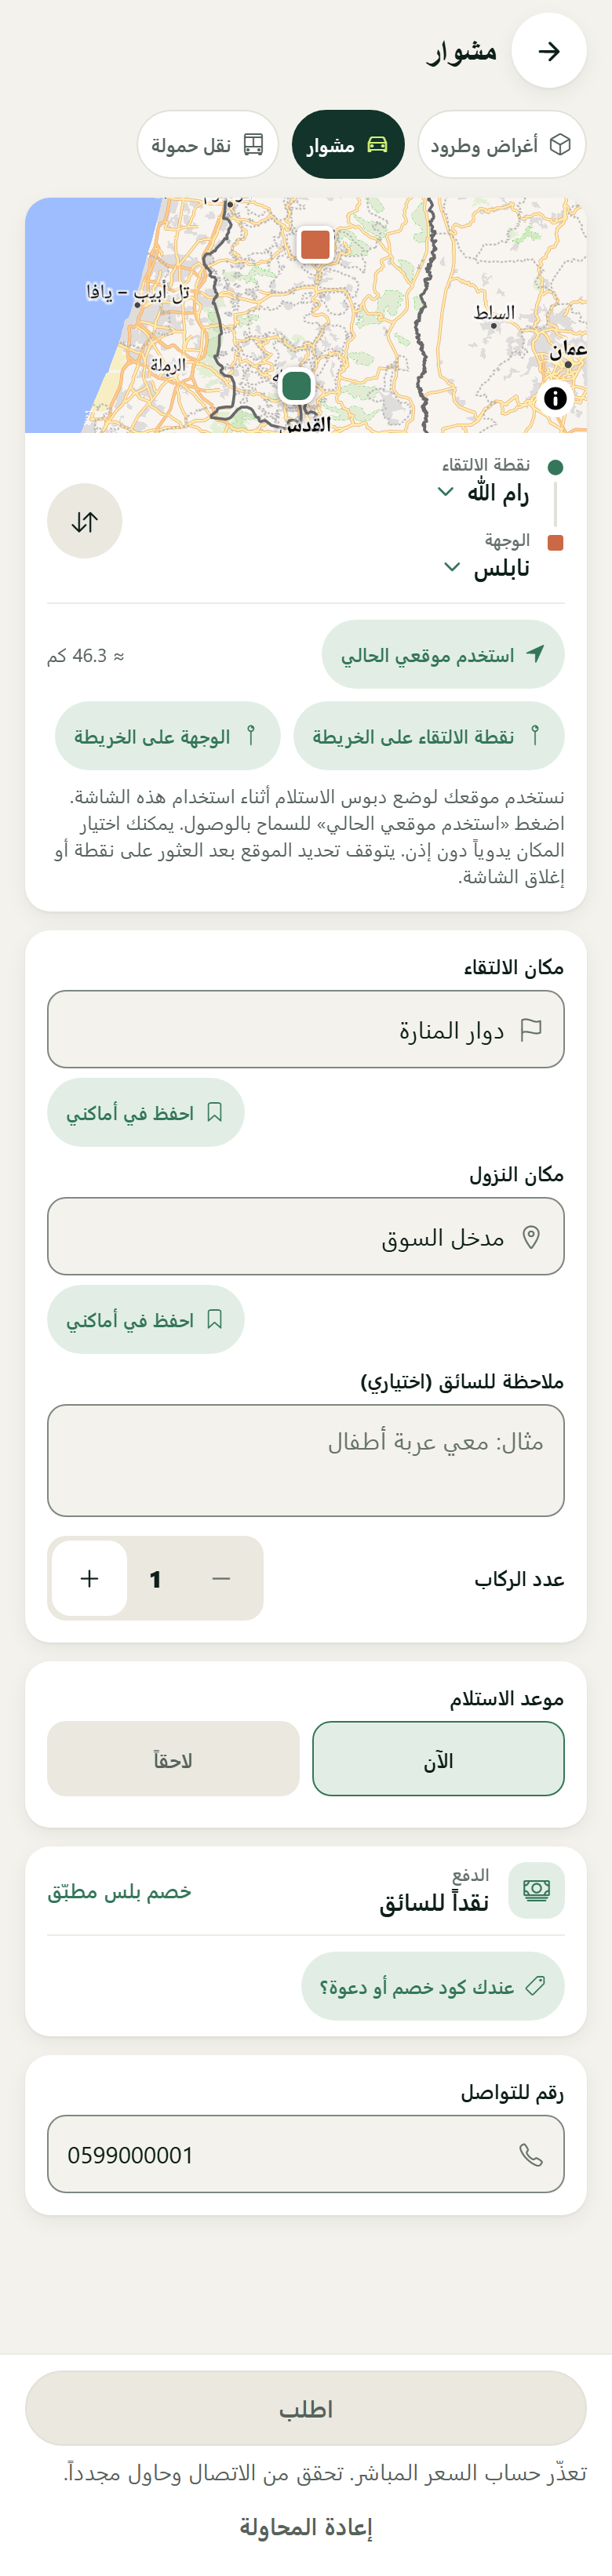 مشوار
أغراض وطرود
مشوار
نقل حمولة
تل أبيب – يافا
السلط
عمان
الرملة
القدس
نقطة الالتقاء
رام الله
الوجهة
نابلس
استخدم موقعي الحالي
≈ 46.3 كم
نقطة الالتقاء على الخريطة
الوجهة على الخريطة
نستخدم موقعك لوضع دبوس الاستلام أثناء استخدام هذه الشاشة.
اضغط «استخدم موقعي الحالي» للسماح بالوصول. يمكنك اختيار
المكان يدوياً دون إذن. يتوقف تحديد الموقع بعد العثور على نقطة أو
إغلاق الشاشة.
مكان الالتقاء
دوار المنارة
احفظ في أماكني
مكان النزول
مدخل السوق
احفظ في أماكني
ملاحظة للسائق (اختياري)
مثال: معي عربة أطفال
عدد الركاب
1
موعد الاستلام
الآن
لاحقاً
الدفع
نقداً للسائق
خصم بلس مطبّق
عندك كود خصم أو دعوة؟
رقم للتواصل
0599000001
اطلب
تعذّر حساب السعر المباشر. تحقق من الاتصال وحاول مجدداً.
إعادة المحاولة